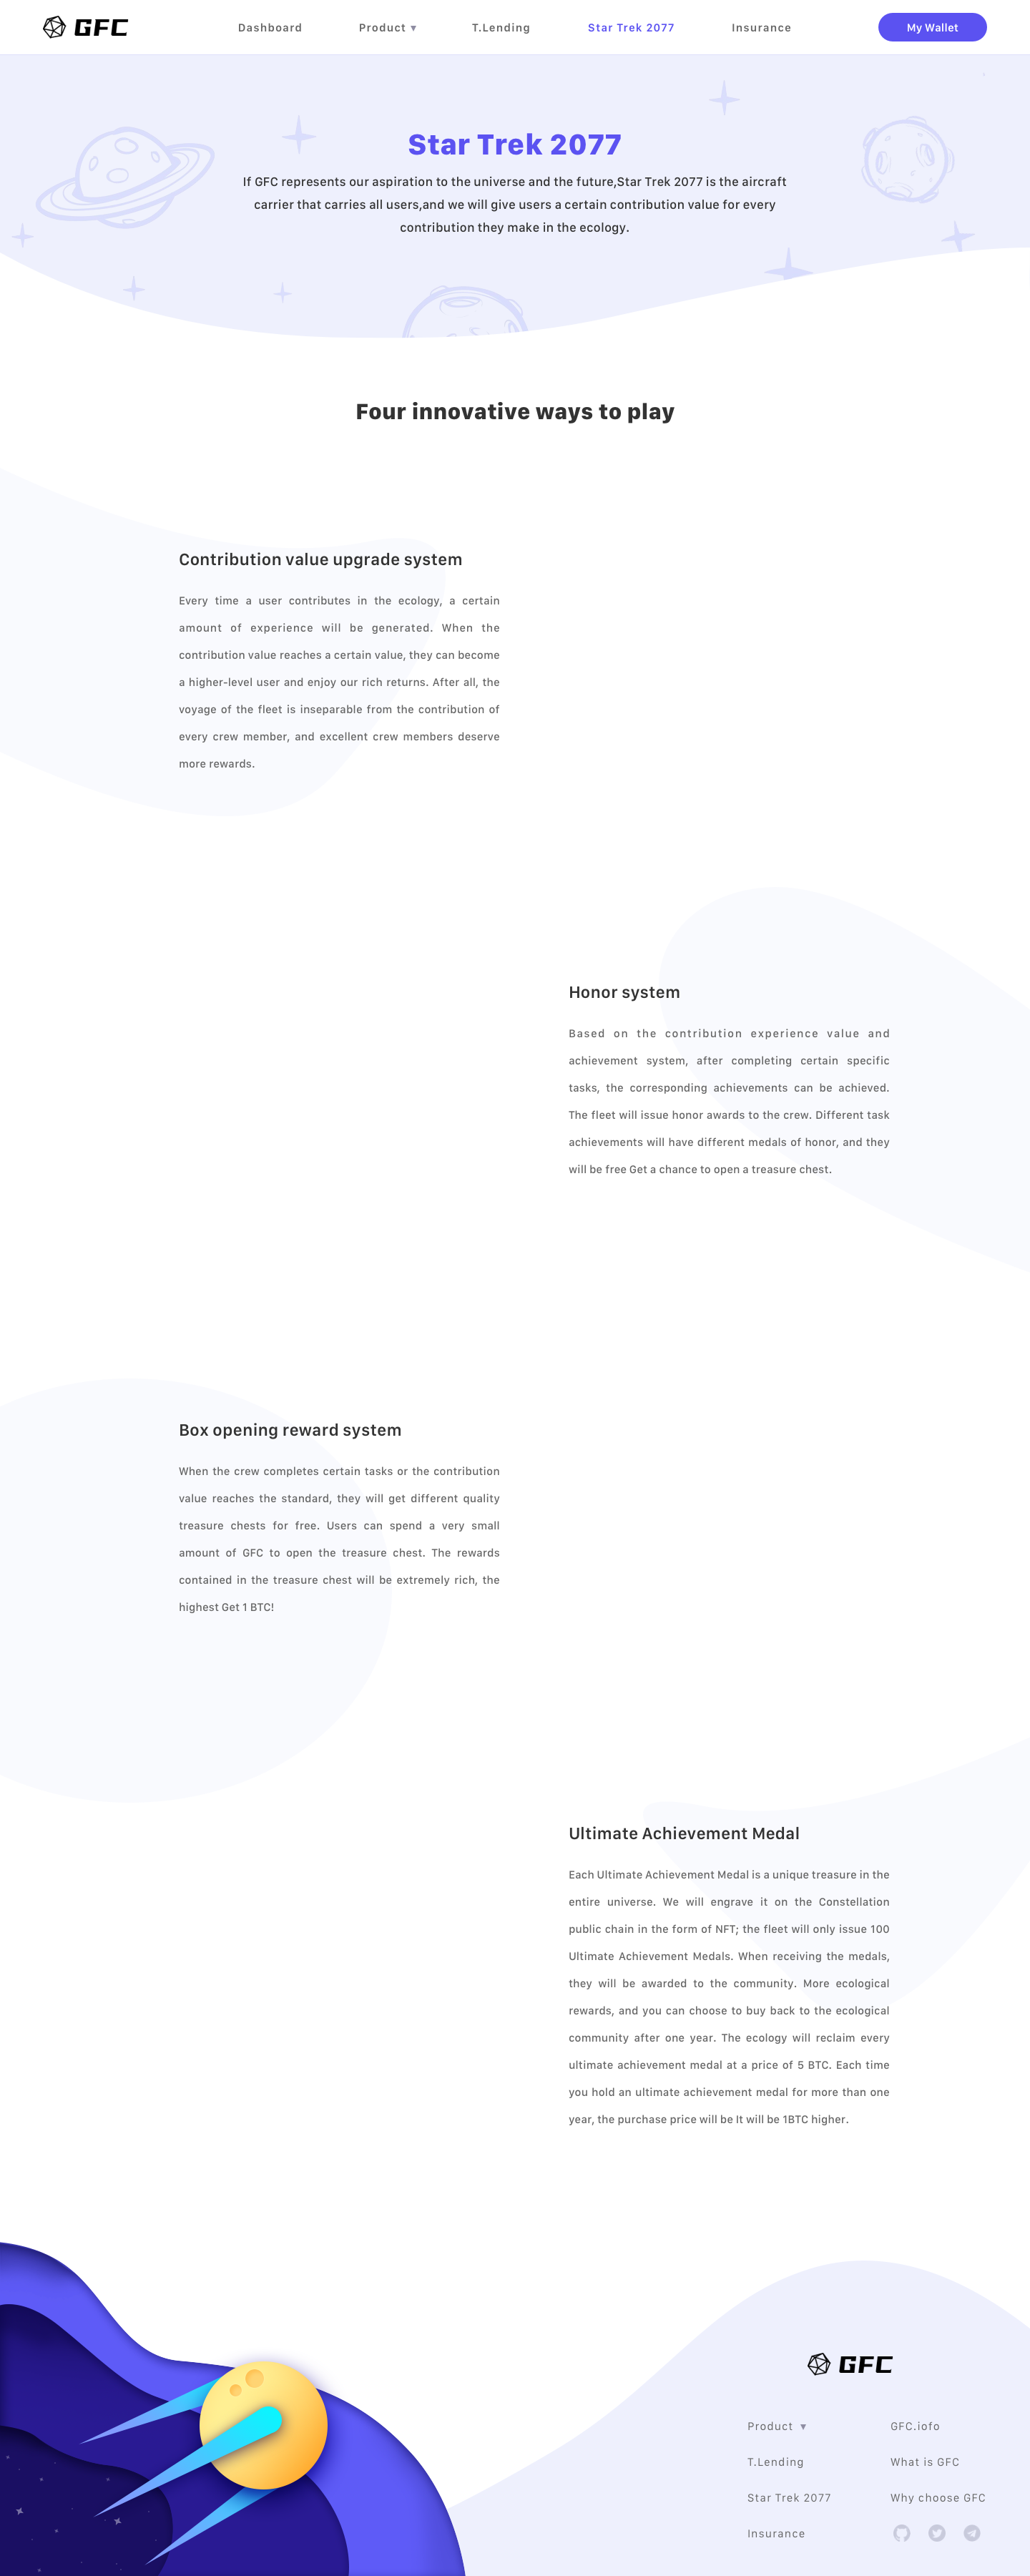 GFC
Dashboard
Product ▾
T.Lending
Star Trek 2077
Insurance
My Wallet
Star Trek 2077
If GFC represents our aspiration to the universe and the future,Star Trek 2077 is the aircraft
carrier that carries all users,and we will give users a certain contribution value for every
contribution they make in the ecology.
Four innovative ways to play
Contribution value upgrade system
Every time a user contributes in the ecology, a certain
amount of experience will be generated. When the
contribution value reaches a certain value, they can become
a higher-level user and enjoy our rich returns. After all, the
voyage of the fleet is inseparable from the contribution of
every crew member, and excellent crew members deserve
more rewards.
Honor system
Based on the contribution experience value and
achievement system, after completing certain specific
tasks, the corresponding achievements can be achieved.
The fleet will issue honor awards to the crew. Different task
achievements will have different medals of honor, and they
will be free Get a chance to open a treasure chest.
Box opening reward system
When the crew completes certain tasks or the contribution
value reaches the standard, they will get different quality
treasure chests for free. Users can spend a very small
amount of GFC to open the treasure chest. The rewards
contained in the treasure chest will be extremely rich, the
highest Get 1 BTC!
Ultimate Achievement Medal
Each Ultimate Achievement Medal is a unique treasure in the
entire universe. We will engrave it on the Constellation
public chain in the form of NFT; the fleet will only issue 100
Ultimate Achievement Medals. When receiving the medals,
they will be awarded to the community. More ecological
rewards, and you can choose to buy back to the ecological
community after one year. The ecology will reclaim every
ultimate achievement medal at a price of 5 BTC. Each time
you hold an ultimate achievement medal for more than one
year, the purchase price will be It will be 1BTC higher.
GFC
Product ▾
T.Lending
Star Trek 2077
Insurance
GFC.iofo
What is GFC
Why choose GFC